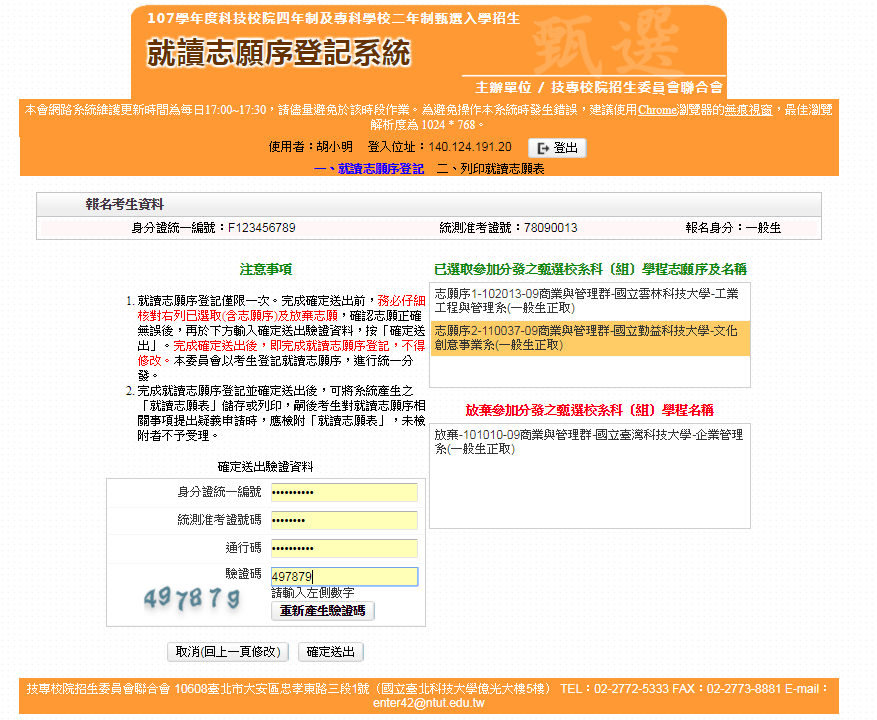 107學年度科技校院四年制及專科學校二年制甄選入學招生
甄選
就讀志願序登記系統
主辦單位 / 技專校院招生委員會聯合會
本會網路系統維護更新時間為每日17:00~17:30，請儘量避免於該時段作業。為避免操作本系統時發生錯誤，建議使用Chrome瀏覽器的無痕視窗，最佳瀏覽
解析度為 1024 * 768。
使用者：胡小明 登入位址：140.124.191.20 登出
一、就讀志願序登記 二、列印就讀志願表
報名考生資料
身分證統一編號：F123456789 統測准考證號：78090013 報名身分：一般生
注意事項
1. 就讀志願序登記僅限一次。完成確定送出前，務必仔細
核對右列已選取(含志願序)及放棄志願，確認志願正確
無誤後，再於下方輸入確定送出驗證資料，按「確定送
出」。完成確定送出後，即完成就讀志願序登記，不得
修改。本委員會以考生登記就讀志願序，進行統一分
發。
2. 完成就讀志願序登記並確定送出後，可將系統產生之
「就讀志願表」儲存或列印，嗣後考生對就讀志願序相
關事項提出疑義申請時，應檢附「就讀志願表」，未檢
附者不予受理。
已選取參加分發之甄選校系科〔組〕學程志願序及名稱
志願序1-102013-09商業與管理群-國立雲林科技大學-工業
工程與管理系(一般生正取)
志願序2-110037-09商業與管理群-國立勤益科技大學-文化
創意事業系(一般生正取)
放棄參加分發之甄選校系科〔組〕學程名稱
放棄-101010-09商業與管理群-國立臺灣科技大學-企業管理
系(一般生正取)
確定送出驗證資料
身分證統一編號 ••••••••••
統測准考證號碼 ••••••••
通行碼 ••••••••••
驗證碼 497879
497879
請輸入左側數字
重新產生驗證碼
取消(回上一頁修改) 確定送出
技專校院招生委員會聯合會 10608臺北市大安區忠孝東路三段1號（國立臺北科技大學億光大樓5樓） TEL：02-2772-5333 FAX：02-2773-8881 E-mail：
enter42@ntut.edu.tw